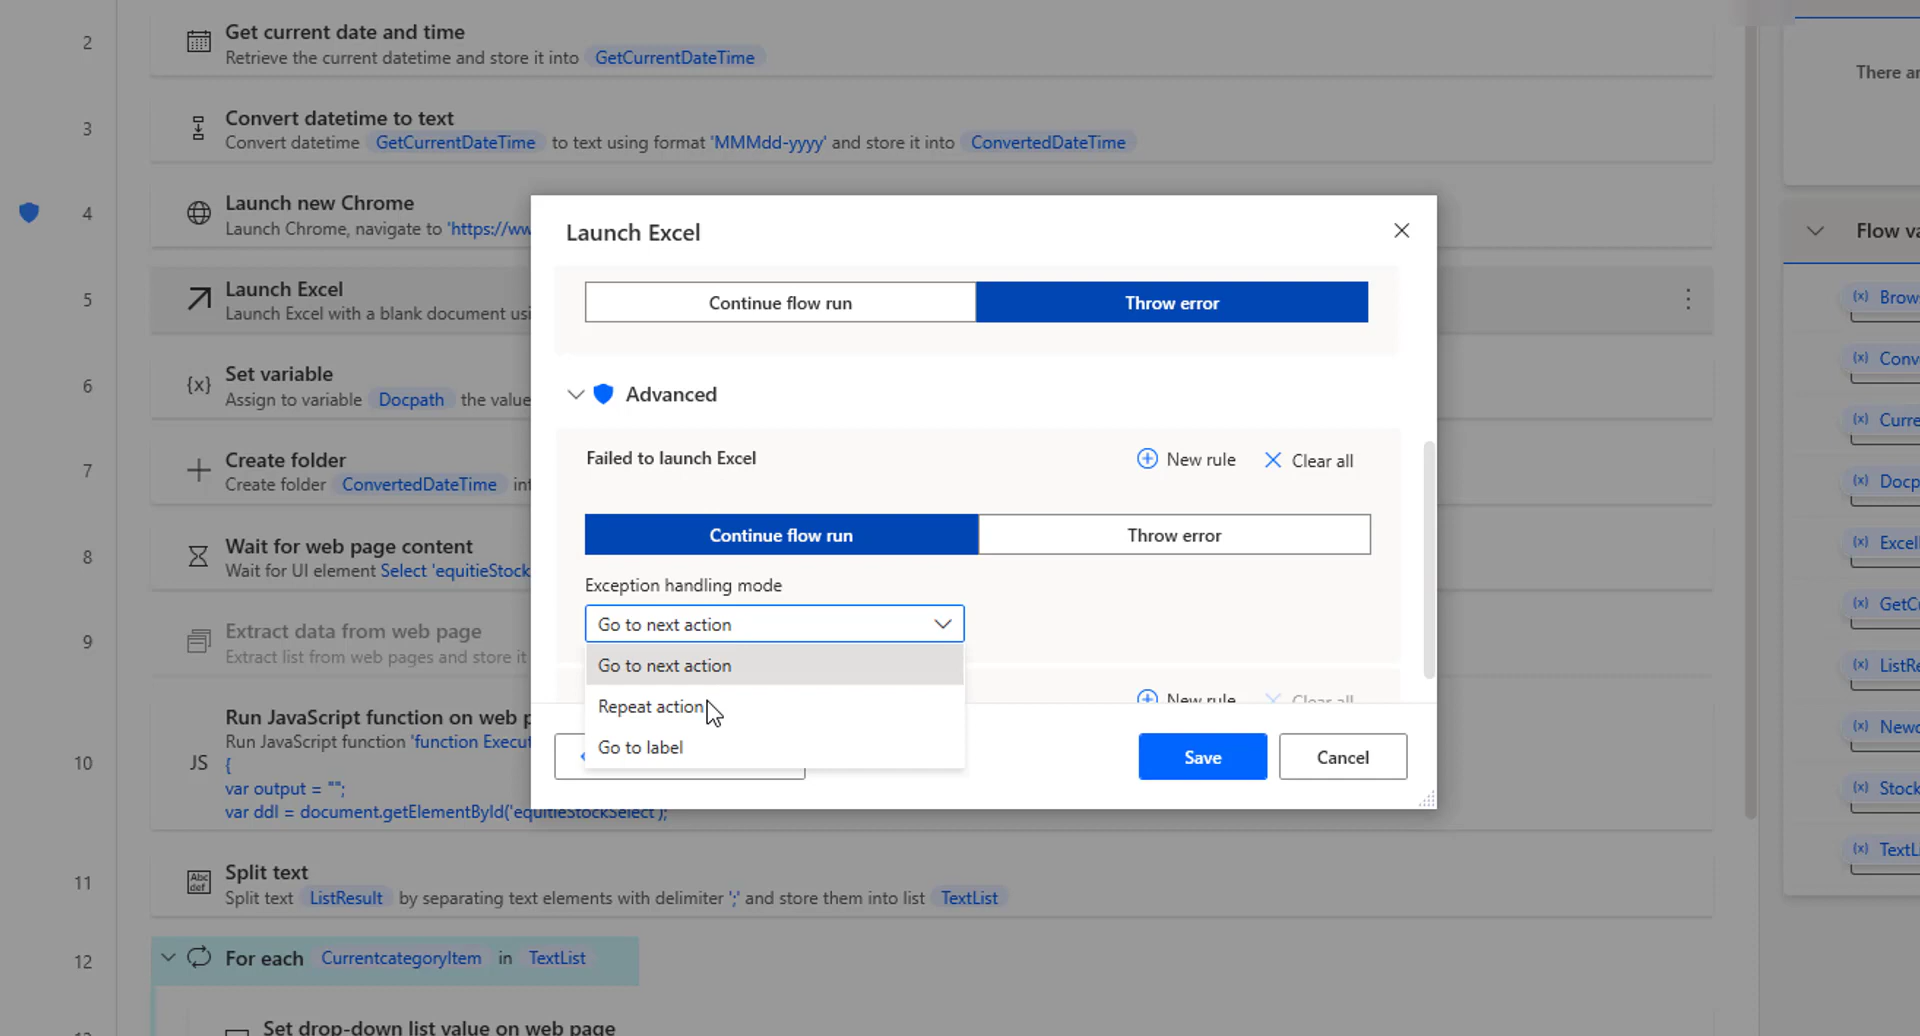 2
Get current date and time
Retrieve the current datetime and store it into GetCurrentDateTime
3
Convert datetime to text
Convert datetime GetCurrentDateTime to text using format 'MMMdd-yyyy' and store it into ConvertedDateTime
4
Launch new Chrome
Launch Chrome, navigate to 'https://ww
5
Launch Excel
Launch Excel with a blank document usi
6
{x}
Set variable
Assign to variable Docpath the value
7
Create folder
Create folder ConvertedDateTime int
8
Wait for web page content
Wait for UI element Select 'equitieStock
9
Extract data from web page
Extract list from web pages and store it
10
JS
Run JavaScript function on web p
Run JavaScript function 'function Execut
{
var output = "";
var ddl = document.getElementById('equitieStockSelect');
11
Abc
def
Split text
Split text ListResult by separating text elements with delimiter ';' and store them into list TextList
12
For each CurrentcategoryItem in TextList
Set drop-down list value on web page
Launch Excel
Continue flow run
Throw error
Advanced
Failed to launch Excel
New rule
Clear all
Continue flow run
Throw error
Exception handling mode
Go to next action
Go to next action
Repeat action
Go to label
New rule
Clear all
Save
Cancel
There ar
Flow va
(x) Brow
(x) Conv
(x) Curre
(x) Docp
(x) Excel
(x) GetCu
(x) ListRe
(x) Newc
(x) Stock
(x) TextLi